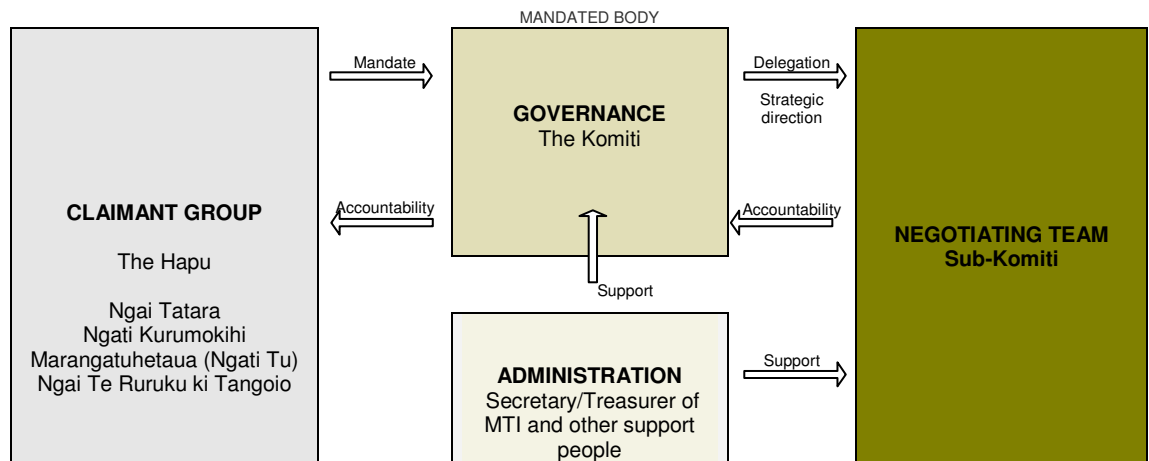 MANDATED BODY
Mandate
Delegation
Strategic
direction
GOVERNANCE
The Komiti
CLAIMANT GROUP
The Hapu
Ngai Tatara
Ngati Kurumokihi
Marangatuhetaua (Ngati Tu)
Ngai Te Ruruku ki Tangoio
Accountability
Accountability
NEGOTIATING TEAM
Sub-Komiti
Support
ADMINISTRATION
Secretary/Treasurer of
MTI and other support
people
Support